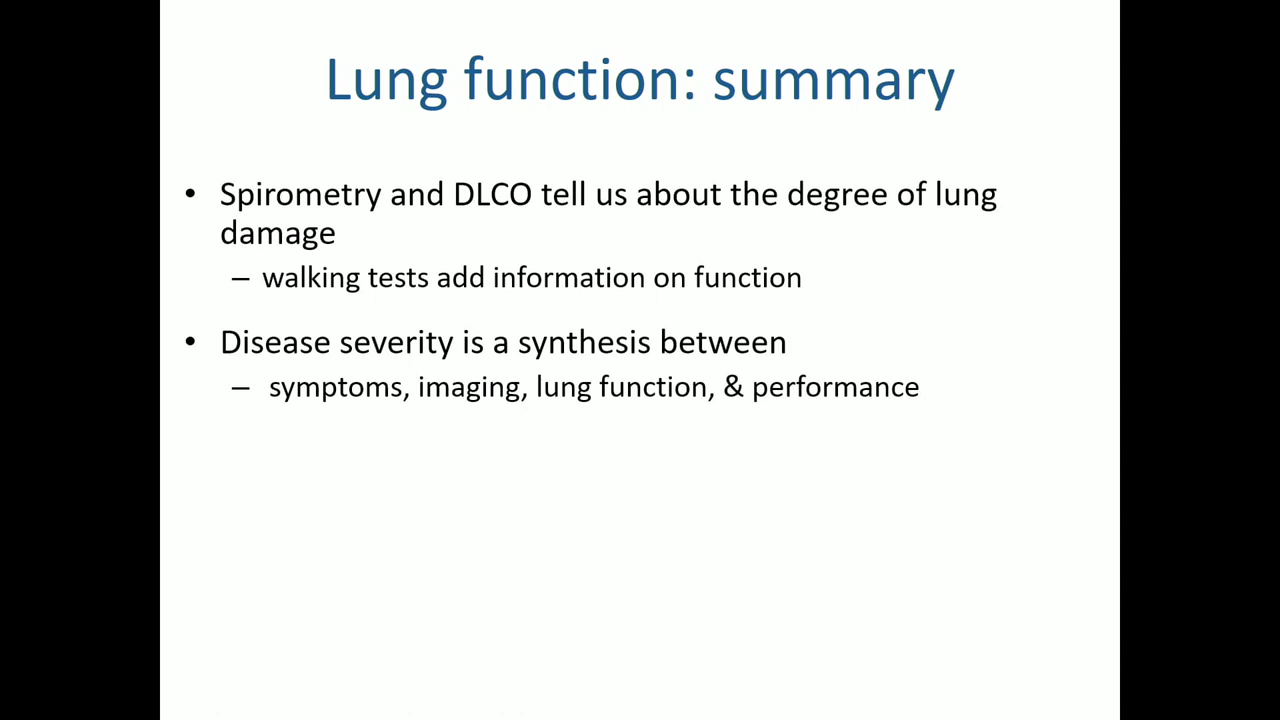 Lung function: summary
• Spirometry and DLCO tell us about the degree of lung
damage
– walking tests add information on function
• Disease severity is a synthesis between
– symptoms, imaging, lung function, & performance